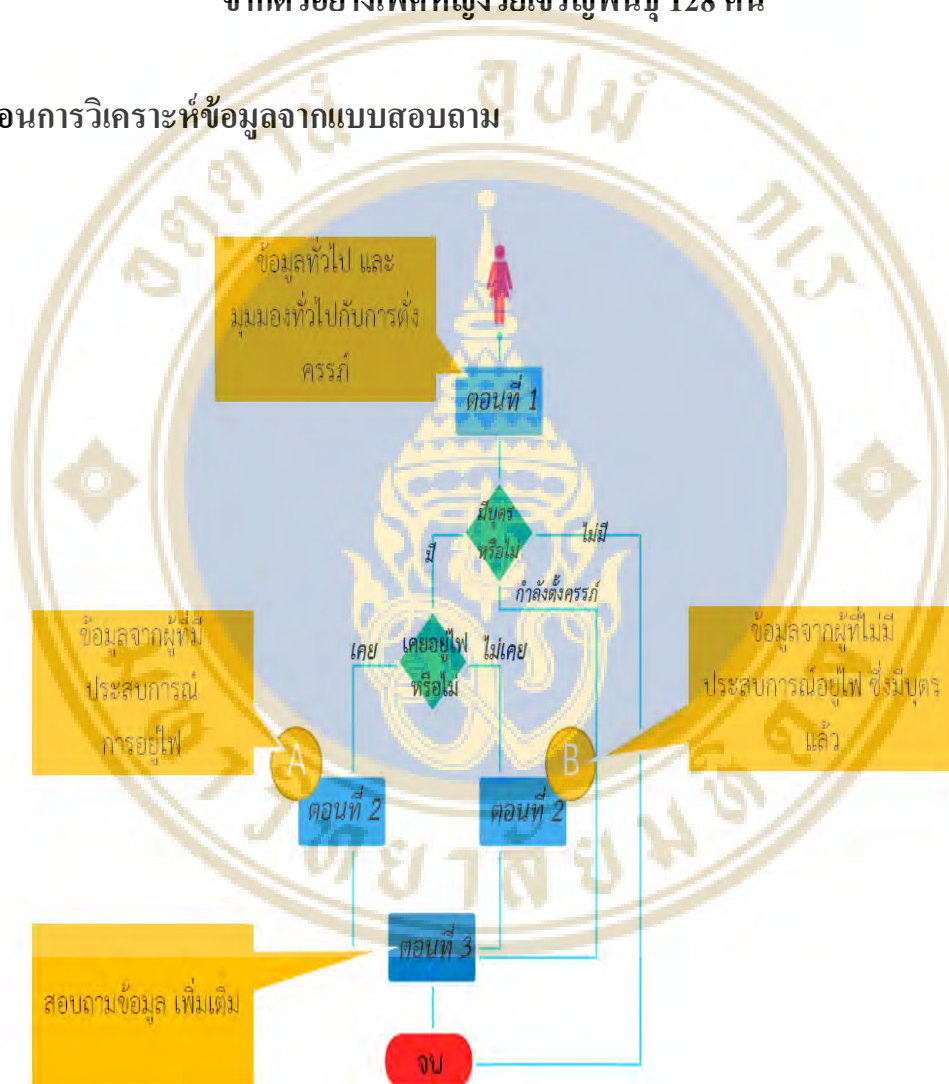 จากตัวอย่างเพศหญิงวัยเจริญพันธุ์ 128 คน
อนการวิเคราะห์ข้อมูลจากแบบสอบถาม
ข้อมูลทั่วไป และ
มุมมองทั่วไปกับการตั้ง
ครรภ์
ตอนที่ 1
มีบุตร
หรือไม่
มี
ไม่มี
กำลังตั้งครรภ์
ข้อมูลจากผู้ที่มี
ประสบการณ์
การอยู่ไฟ
เคย
เคยอยู่ไฟ
หรือไม่
ไม่เคย
ข้อมูลจากผู้ที่ไม่มี
ประสบการณ์อยู่ไฟ ซึ่งมีบุตร
แล้ว
A
B
ตอนที่ 2
ตอนที่ 2
ตอนที่ 3
สอบถามข้อมูล เพิ่มเติม
จบ